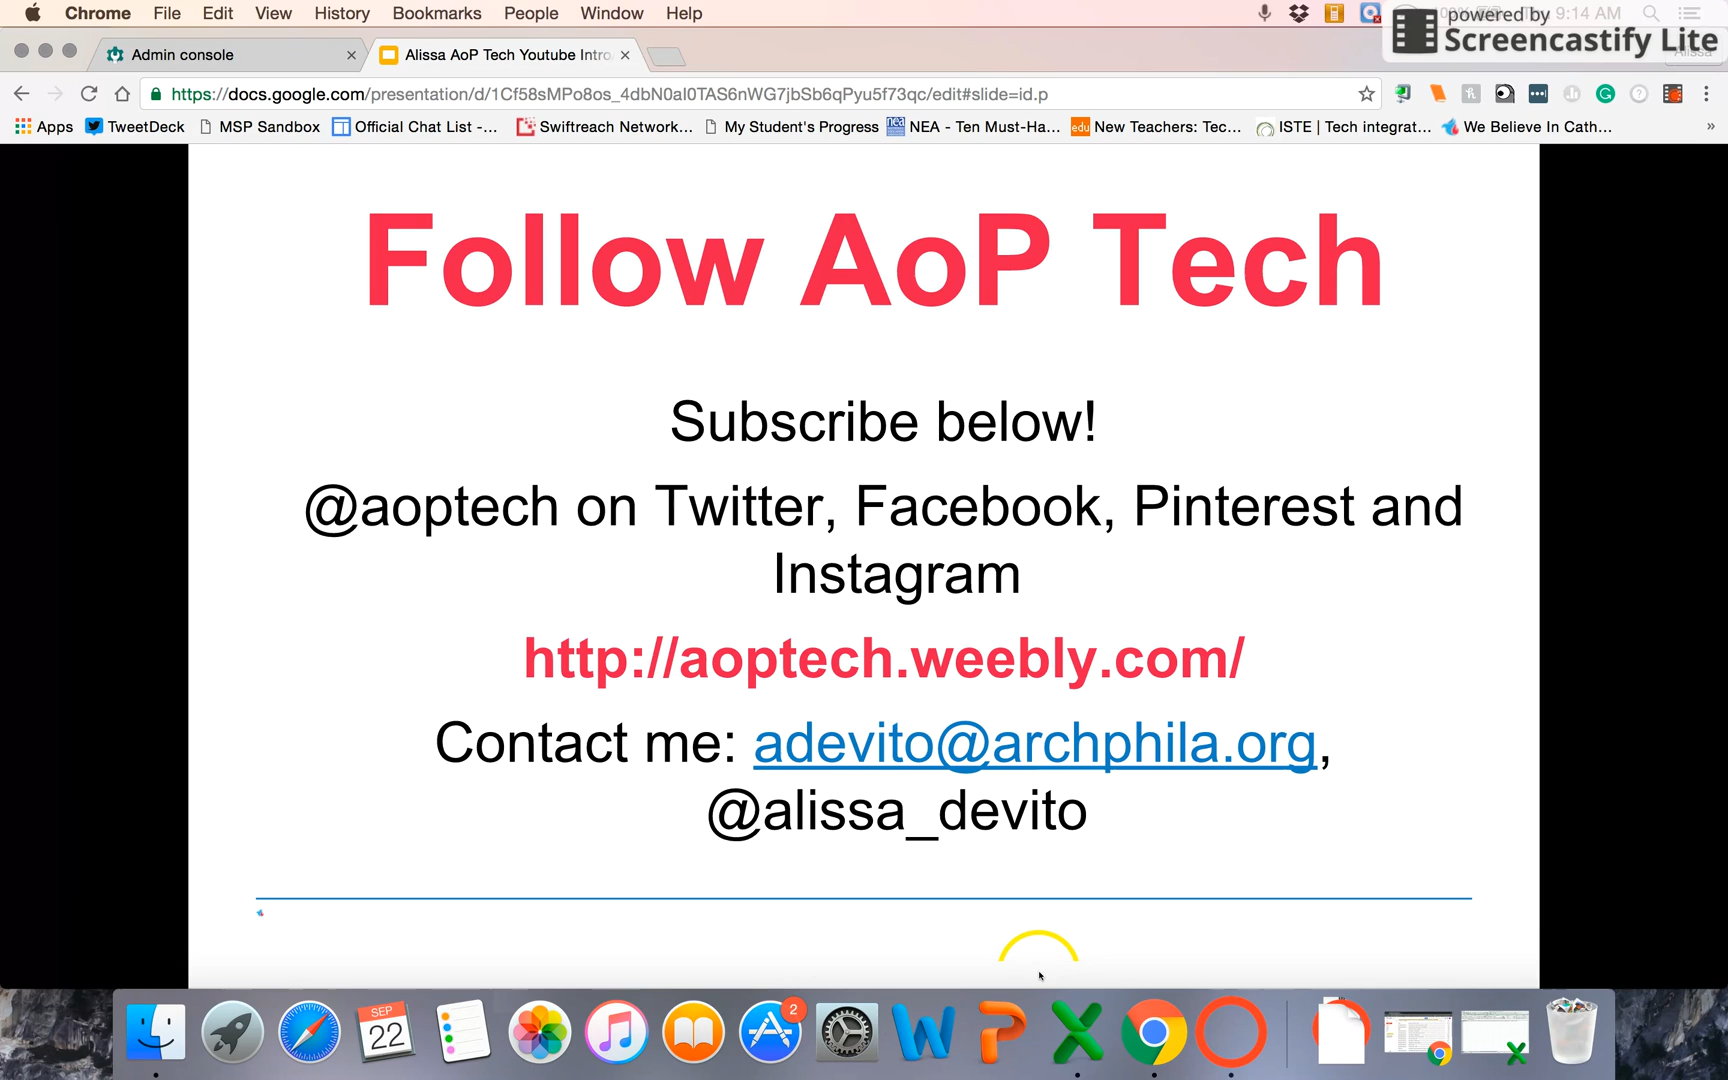 Chrome File Edit View History Bookmarks People Window Help
9:14 AM
powered by
Screencastify Lite
Admin console
Alissa AoP Tech Youtube Intro
https://docs.google.com/presentation/d/1Cf58sMPo8os_4dbN0al0TAS6nWG7jbSb6qPyu5f73qc/edit#slide=id.p
Apps TweetDeck MSP Sandbox Official Chat List -... Swiftreach Network... My Student's Progress NEA - Ten Must-Ha... New Teachers: Tec... ISTE | Tech integrat... We Believe In Cath... »
Follow AoP Tech
Subscribe below!
@aoptech on Twitter, Facebook, Pinterest and
Instagram
http://aoptech.weebly.com/
Contact me: adevito@archphila.org,
@alissa_devito
SEP
22
2